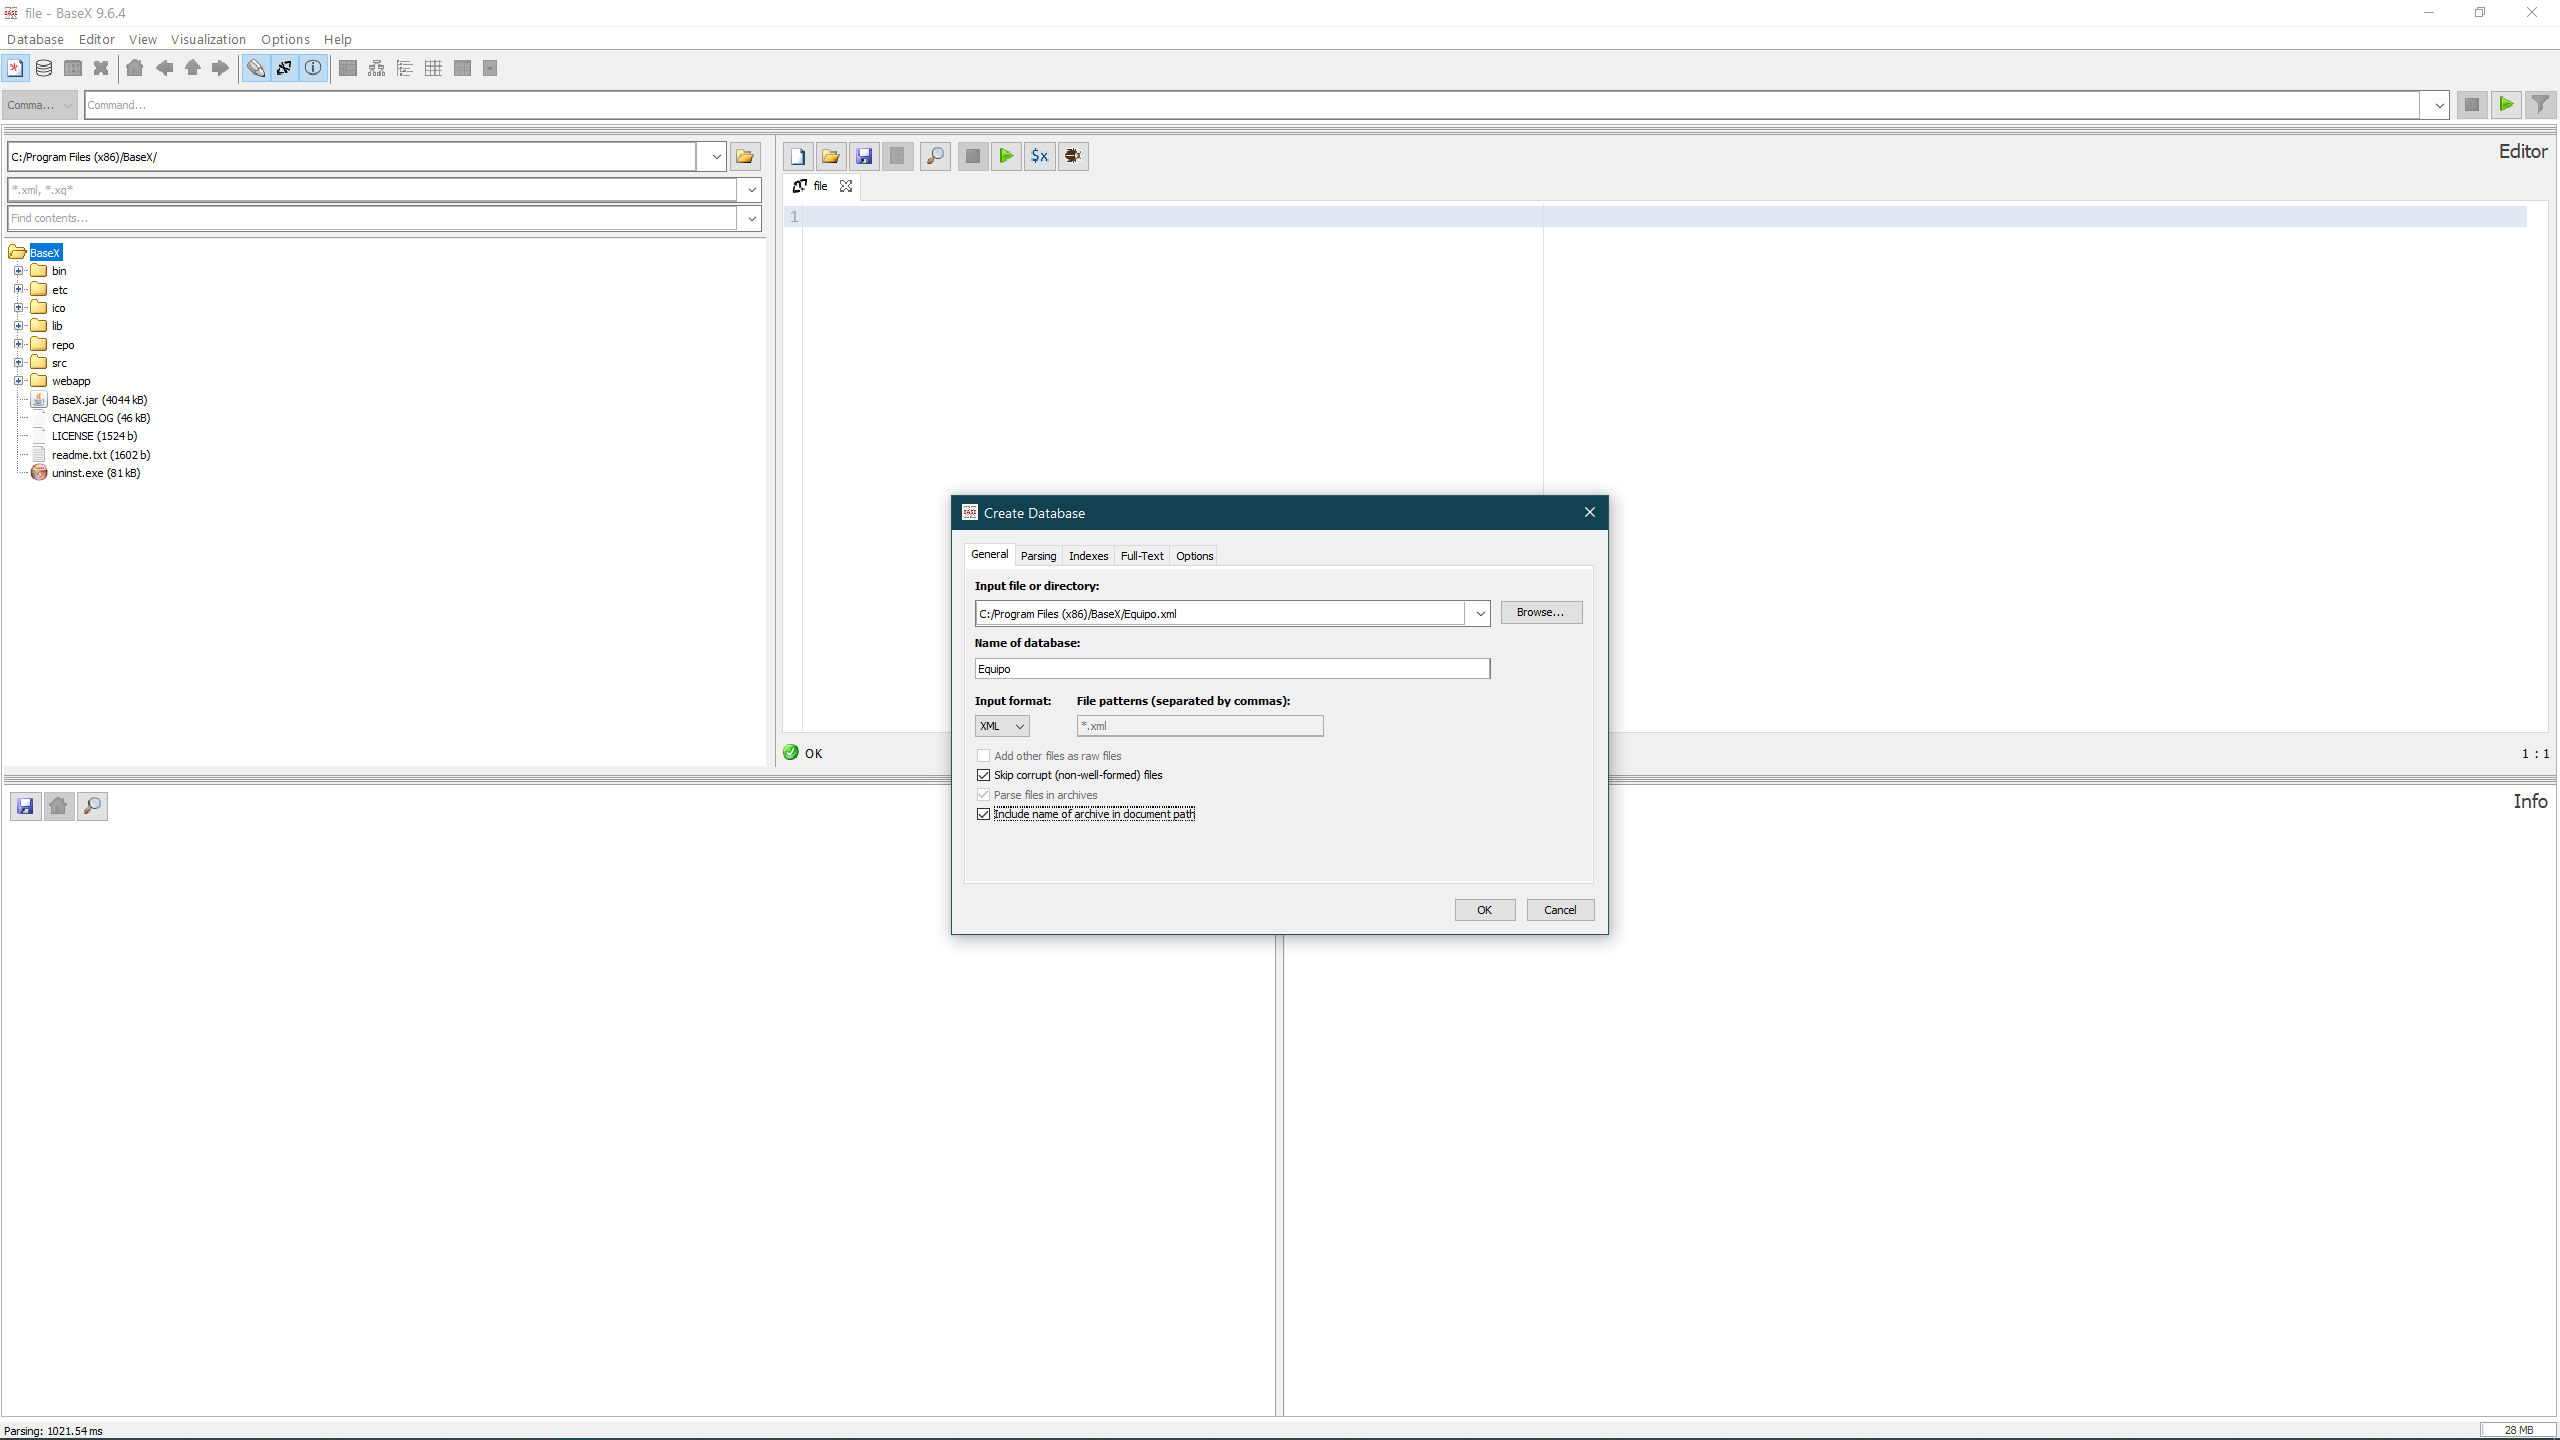 file - BaseX 9.6.4
Database Editor View Visualization Options Help
Comma... Command...
C:/Program Files (x86)/BaseX/
*.xml, *.xq*
Find contents...
BaseX
bin
etc
ico
lib
repo
src
webapp
BaseX.jar (4044 kB)
CHANGELOG (46 kB)
LICENSE (1524 b)
readme.txt (1602 b)
uninst.exe (81 kB)
$x
Editor
file
1
OK
1 : 1
Create Database
General Parsing Indexes Full-Text Options
Input file or directory:
C:/Program Files (x86)/BaseX/Equipo.xml Browse...
Name of database:
Equipo
Input format: File patterns (separated by commas):
XML *.xml
Add other files as raw files
Skip corrupt (non-well-formed) files
Parse files in archives
Include name of archive in document path
OK Cancel
Info
Parsing: 1021.54 ms
28 MB